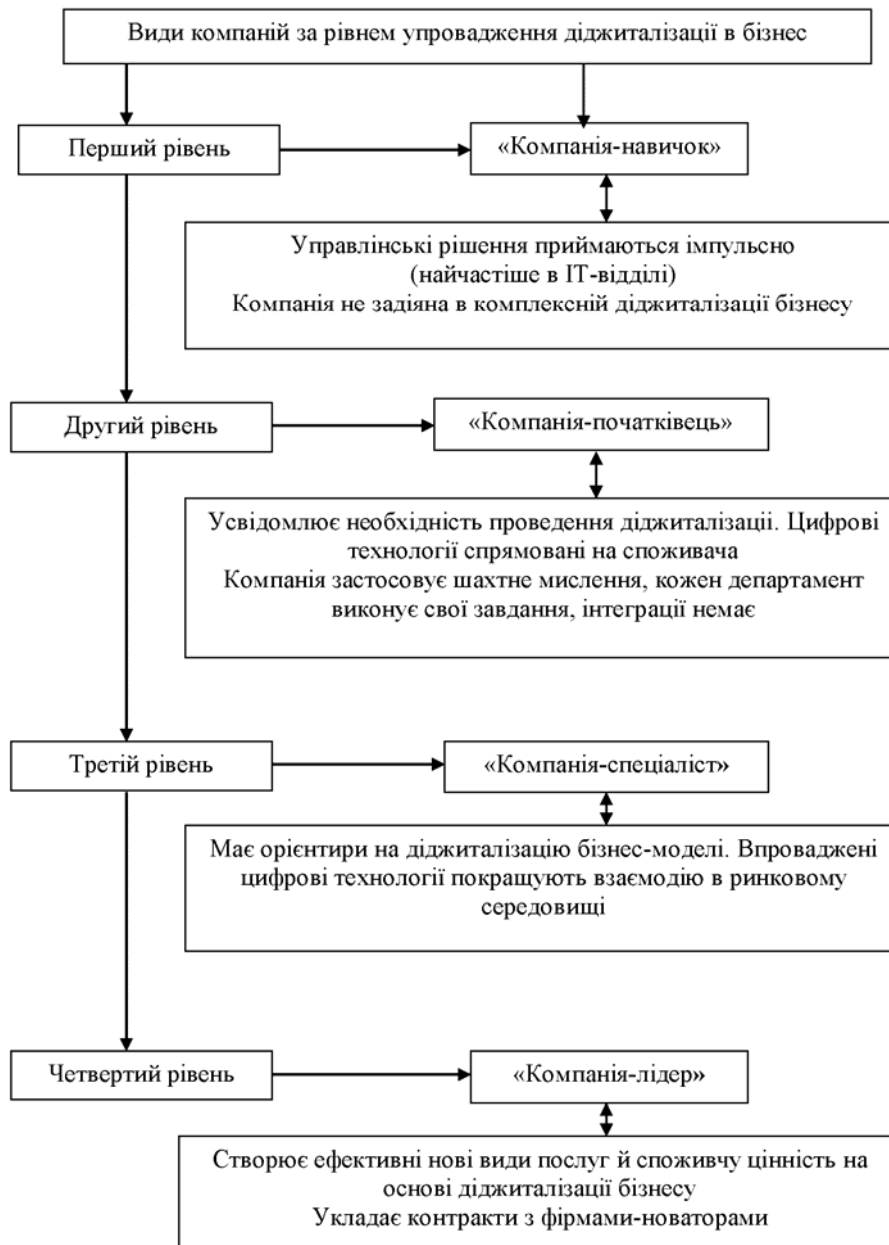 Види компаній за рівнем упровадження діджиталізації в бізнес
Перший рівень
«Компанія-навичок»
Управлінські рішення приймаються імпульсно
(найчастіше в ІТ-відділі)
Компанія не задіяна в комплексній діджиталізації бізнесу
Другий рівень
«Компанія-початківець»
Усвідомлює необхідність проведення діджиталізаціі. Цифрові
технології спрямовані на споживача
Компанія застосовує шахтне мислення, кожен департамент
виконує свої завдання, інтеграції немає
Третій рівень
«Компанія-спеціаліст»
Має орієнтири на діджиталізацію бізнес-моделі. Впроваджені
цифрові технології покращують взаємодію в ринковому
середовищі
Четвертий рівень
«Компанія-лідер»
Створює ефективні нові види послуг й споживчу цінність на
основі діджиталізації бізнесу
Укладає контракти з фірмами-новаторами